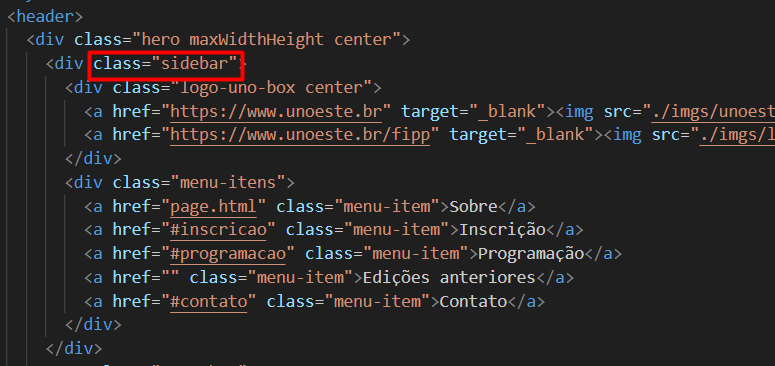 <header>
<div class="hero maxWidthHeight center">
<div class="sidebar">
<div class="logo-uno-box center">
<a href="https://www.unoeste.br" target="_blank"><img src="./imgs/unoest
<a href="https://www.unoeste.br/fipp" target="_blank"><img src="./imgs/l
</div>
<div class="menu-itens">
<a href="page.html" class="menu-item">Sobre</a>
<a href="#inscricao" class="menu-item">Inscrição</a>
<a href="#programacao" class="menu-item">Programação</a>
<a href="" class="menu-item">Edições anteriores</a>
<a href="#contato" class="menu-item">Contato</a>
</div>
</div>